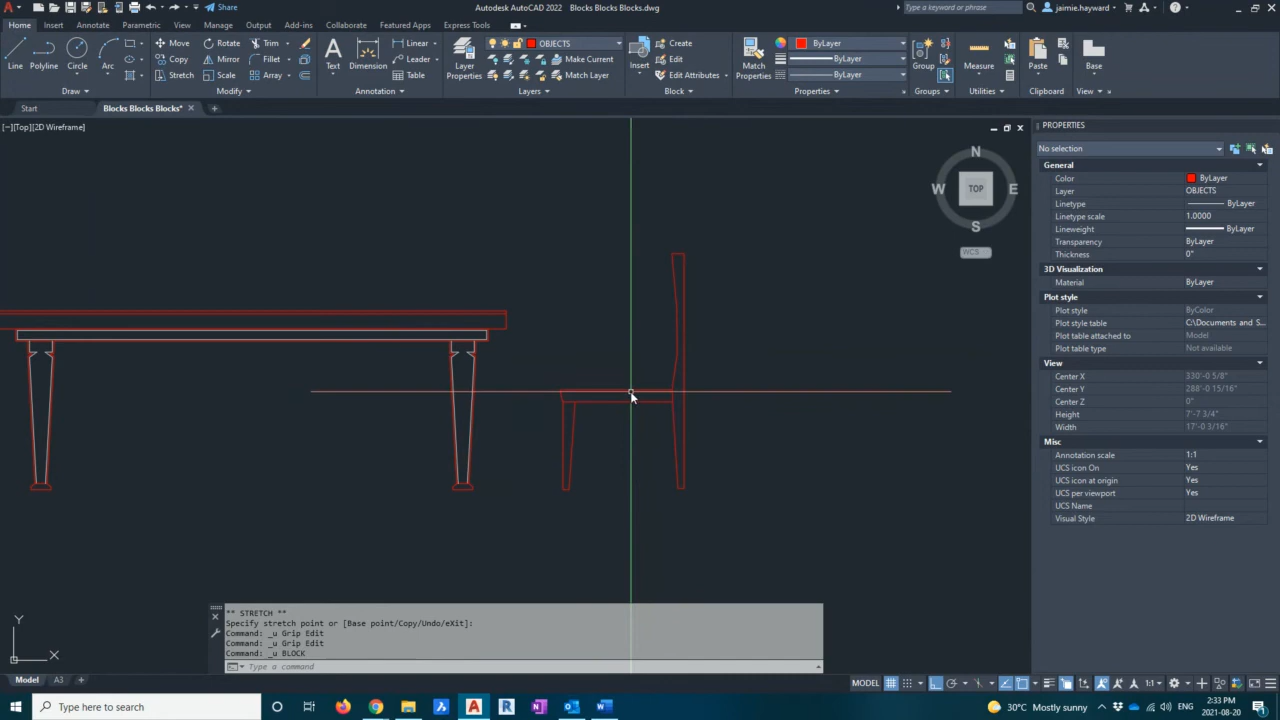 Share
Autodesk AutoCAD 2022 Blocks Blocks Blocks.dwg
Type a keyword or phrase
jaimie.hayward
Home Insert Annotate Parametric View Manage Output Add-ins Collaborate Featured Apps Express Tools
Line Polyline Circle Arc
Move Rotate Trim
Copy Mirror Fillet
Stretch Scale Array
Text Dimension
Linear
Leader
Table
Layer Properties
OBJECTS
Make Current
Match Layer
Insert
Create
Edit
Edit Attributes
Match Properties
ByLayer
ByLayer
ByLayer
Group Measure Paste Base
Draw Modify Annotation Layers Block Properties Groups Utilities Clipboard View
Start Blocks Blocks Blocks*
[−][Top][2D Wireframe]
N
W TOP E
S
WCS
PROPERTIES
No selection
General
Color ByLayer
Layer OBJECTS
Linetype ByLayer
Linetype scale 1.0000
Lineweight ByLayer
Transparency ByLayer
Thickness 0"
3D Visualization
Material ByLayer
Plot style
Plot style ByColor
Plot style table C:\Documents and S...
Plot table attached to Model
Plot table type Not available
View
Center X 330'-0 5/8"
Center Y 288'-0 15/16"
Center Z 0"
Height 7'-7 3/4"
Width 17'-0 3/16"
Misc
Annotation scale 1:1
UCS icon On Yes
UCS icon at origin Yes
UCS per viewport Yes
UCS Name
Visual Style 2D Wireframe
** STRETCH **
Specify stretch point or [Base point/Copy/Undo/eXit]:
Command: _u Grip Edit
Command: _u Grip Edit
Command: _u BLOCK
Type a command
Y
X
Model A3
MODEL 1:1
Type here to search
30°C Mostly sunny ENG
2:33 PM
2021-08-20